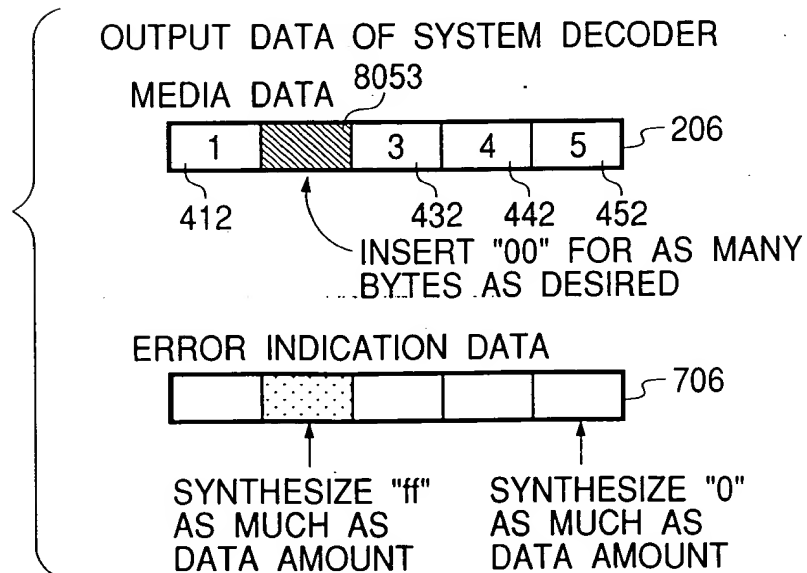 OUTPUT DATA OF SYSTEM DECODER
MEDIA DATA
8053
1 3 4 5
206
412 432 442 452
INSERT "00" FOR AS MANY
BYTES AS DESIRED
ERROR INDICATION DATA
706
SYNTHESIZE "ff"
AS MUCH AS
DATA AMOUNT
SYNTHESIZE "0"
AS MUCH AS
DATA AMOUNT